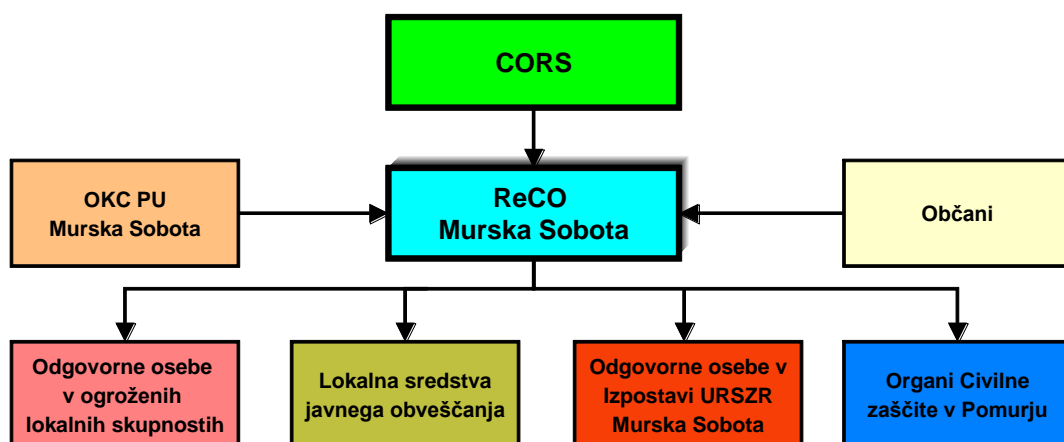 CORS
OKC PU
Murska Sobota
ReCO
Murska Sobota
Občani
Odgovorne osebe
v ogroženih
lokalnih skupnostih
Lokalna sredstva
javnega obveščanja
Odgovorne osebe v
Izpostavi URSZR
Murska Sobota
Organi Civilne
zaščite v Pomurju